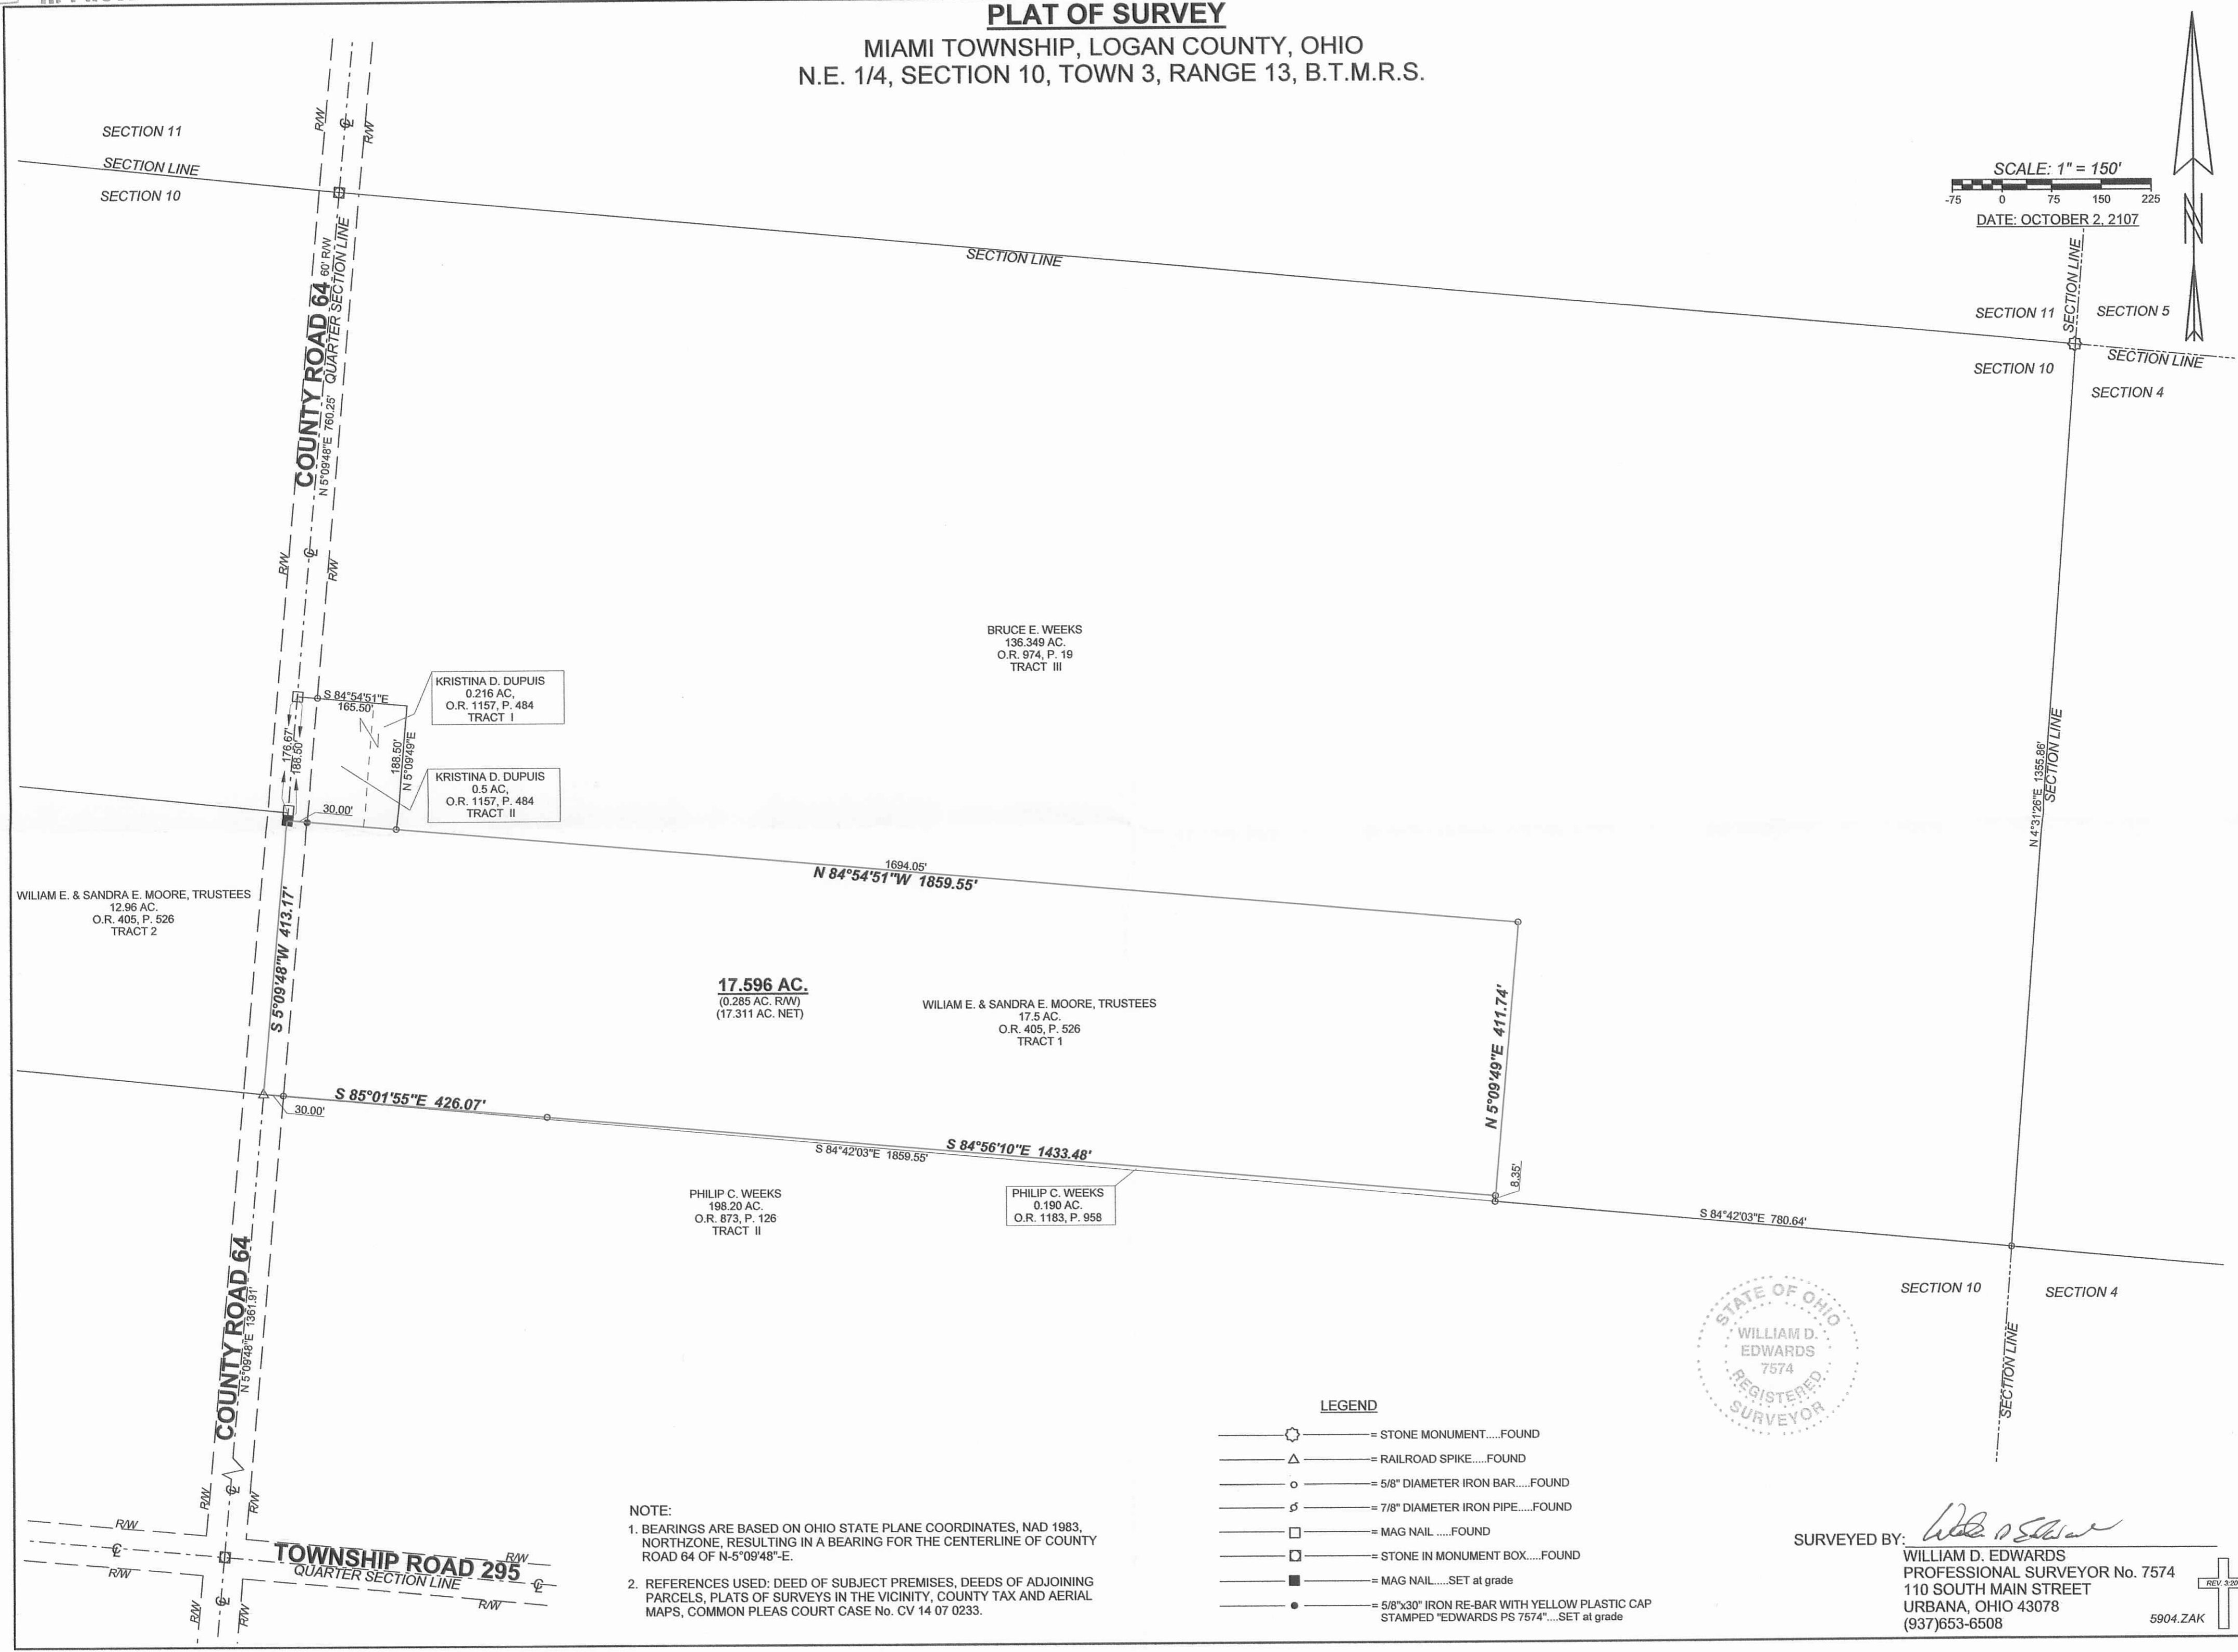 PLAT OF SURVEY
MIAMI TOWNSHIP, LOGAN COUNTY, OHIO
N.E. 1/4, SECTION 10, TOWN 3, RANGE 13, B.T.M.R.S.
SECTION 11
SECTION LINE
SECTION 10
R/W
℄
R/W
COUNTY ROAD 64 60' R/W
N 5°09'48"E 760.25' QUARTER SECTION LINE
SECTION LINE
SCALE: 1" = 150'
-75 0 75 150 225
DATE: OCTOBER 2, 2107
N
SECTION LINE
SECTION 11
SECTION 5
SECTION LINE
SECTION 10
SECTION 4
R/W
℄
R/W
BRUCE E. WEEKS
136.349 AC.
O.R. 974, P. 19
TRACT III
S 84°54'51"E
165.50'
KRISTINA D. DUPUIS
0.216 AC,
O.R. 1157, P. 484
TRACT I
176.67'
188.50'
188.50'
N 5°09'49"E
KRISTINA D. DUPUIS
0.5 AC,
O.R. 1157, P. 484
TRACT II
30.00'
N 4°31'26"E 1355.86'
SECTION LINE
1694.05'
N 84°54'51"W 1859.55'
WILIAM E. & SANDRA E. MOORE, TRUSTEES
12.96 AC.
O.R. 405, P. 526
TRACT 2
S 5°09'48"W 413.17'
17.596 AC.
(0.285 AC. R/W)
(17.311 AC. NET)
WILIAM E. & SANDRA E. MOORE, TRUSTEES
17.5 AC.
O.R. 405, P. 526
TRACT 1
N 5°09'49"E 411.74'
30.00'
S 85°01'55"E 426.07'
S 84°42'03"E 1859.55'
S 84°56'10"E 1433.48'
8.35'
PHILIP C. WEEKS
198.20 AC.
O.R. 873, P. 126
TRACT II
PHILIP C. WEEKS
0.190 AC.
O.R. 1183, P. 958
S 84°42'03"E 780.64'
SECTION 10
SECTION 4
SECTION LINE
COUNTY ROAD 64
N 5°09'48"E 1361.91'
STATE OF OHIO
WILLIAM D.
EDWARDS
7574
REGISTERED
SURVEYOR
R/W
℄
R/W
R/W
℄
R/W
TOWNSHIP ROAD 295
QUARTER SECTION LINE
R/W
℄
R/W
R/W
℄
R/W
NOTE:
1. BEARINGS ARE BASED ON OHIO STATE PLANE COORDINATES, NAD 1983,
NORTHZONE, RESULTING IN A BEARING FOR THE CENTERLINE OF COUNTY
ROAD 64 OF N-5°09'48"-E.
2. REFERENCES USED: DEED OF SUBJECT PREMISES, DEEDS OF ADJOINING
PARCELS, PLATS OF SURVEYS IN THE VICINITY, COUNTY TAX AND AERIAL
MAPS, COMMON PLEAS COURT CASE No. CV 14 07 0233.
LEGEND
= STONE MONUMENT.....FOUND
= RAILROAD SPIKE.....FOUND
= 5/8" DIAMETER IRON BAR.....FOUND
= 7/8" DIAMETER IRON PIPE.....FOUND
= MAG NAIL .....FOUND
= STONE IN MONUMENT BOX.....FOUND
= MAG NAIL.....SET at grade
= 5/8"x30" IRON RE-BAR WITH YELLOW PLASTIC CAP
STAMPED "EDWARDS PS 7574"....SET at grade
SURVEYED BY:
WILLIAM D. EDWARDS
PROFESSIONAL SURVEYOR No. 7574
110 SOUTH MAIN STREET
URBANA, OHIO 43078
(937)653-6508
5904.ZAK